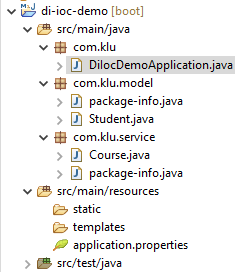 di-ioc-demo [boot]
src/main/java
com.klu
DiIocDemoApplication.java
com.klu.model
package-info.java
Student.java
com.klu.service
Course.java
package-info.java
src/main/resources
static
templates
application.properties
src/test/java